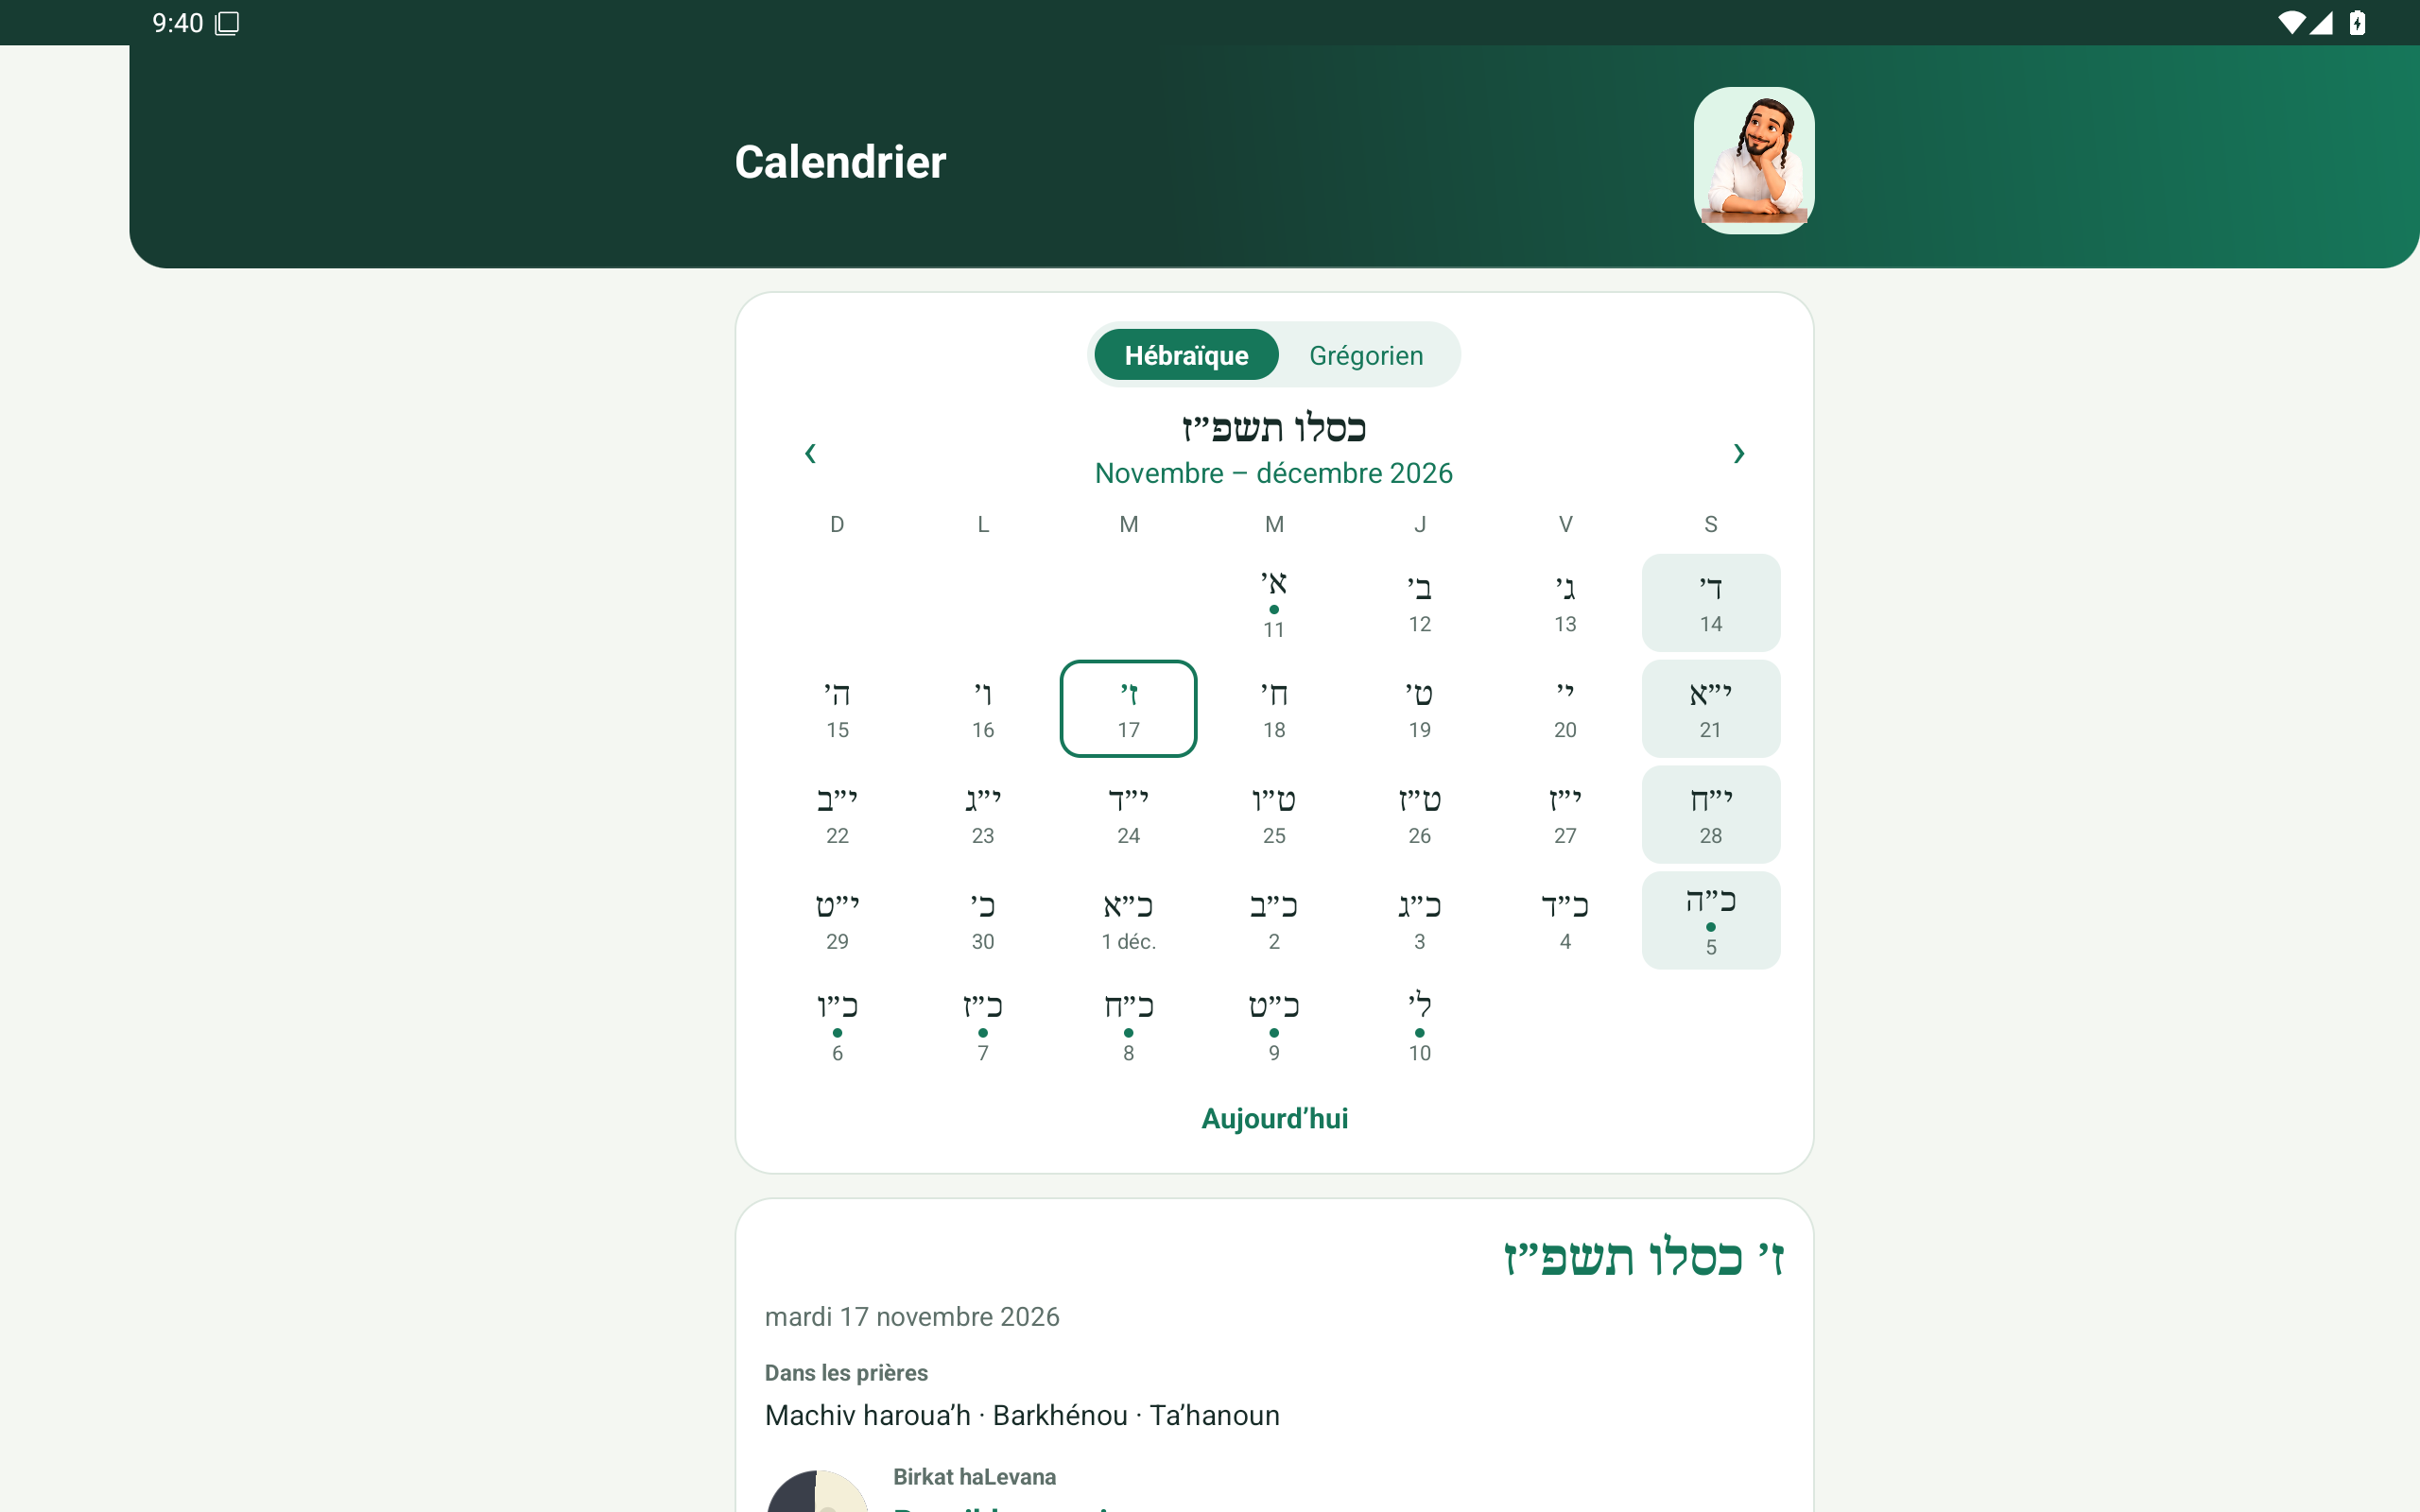 9:40
Calendrier
Hébraïque Grégorien
‹ כסלו תשפ״ז ›
Novembre – décembre 2026
D L M M J V S
א׳ ב׳ ג׳ ד׳
11 12 13 14
ה׳ ו׳ ז׳ ח׳ ט׳ י׳ י״א
15 16 17 18 19 20 21
י״ב י״ג י״ד ט״ו ט״ז י״ז י״ח
22 23 24 25 26 27 28
י״ט כ׳ כ״א כ״ב כ״ג כ״ד כ״ה
29 30 1 déc. 2 3 4 5
כ״ו כ״ז כ״ח כ״ט ל׳
6 7 8 9 10
Aujourd’hui
ז׳ כסלו תשפ״ז
mardi 17 novembre 2026
Dans les prières
Machiv haroua’h · Barkhénou · Ta’hanoun
Birkat haLevana